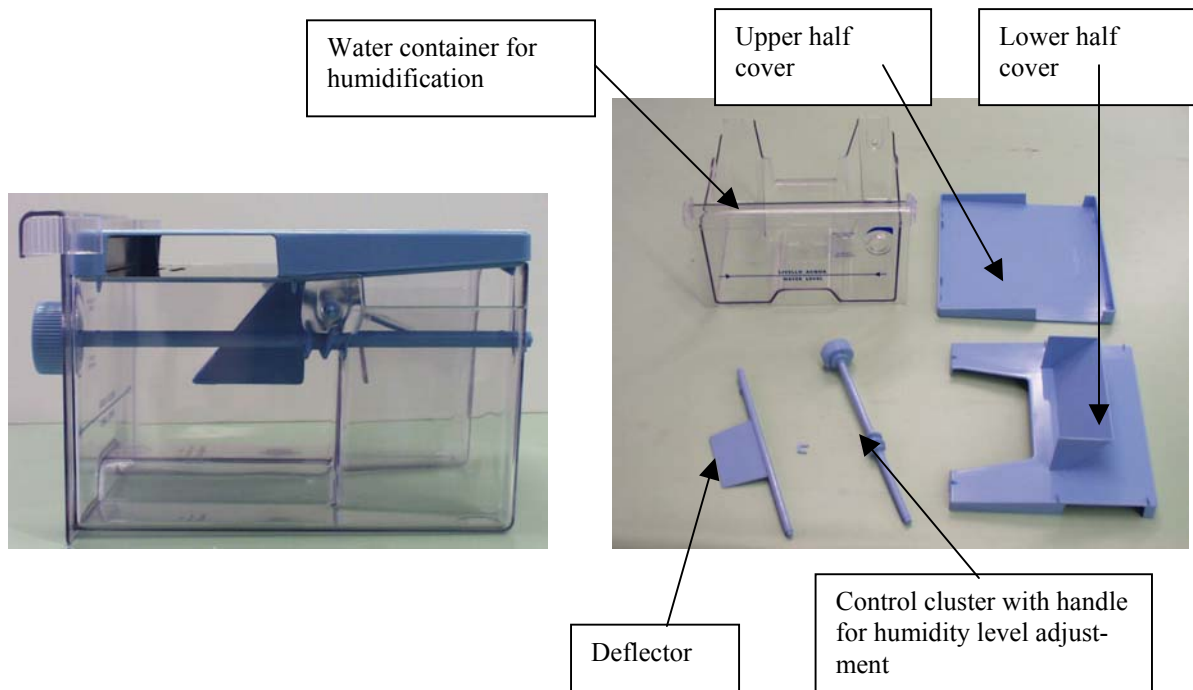 Water container for
humidification
Upper half
cover
Lower half
cover
LIVELLO ACQUA
WATER LEVEL
Deflector
Control cluster with handle
for humidity level adjust-
ment